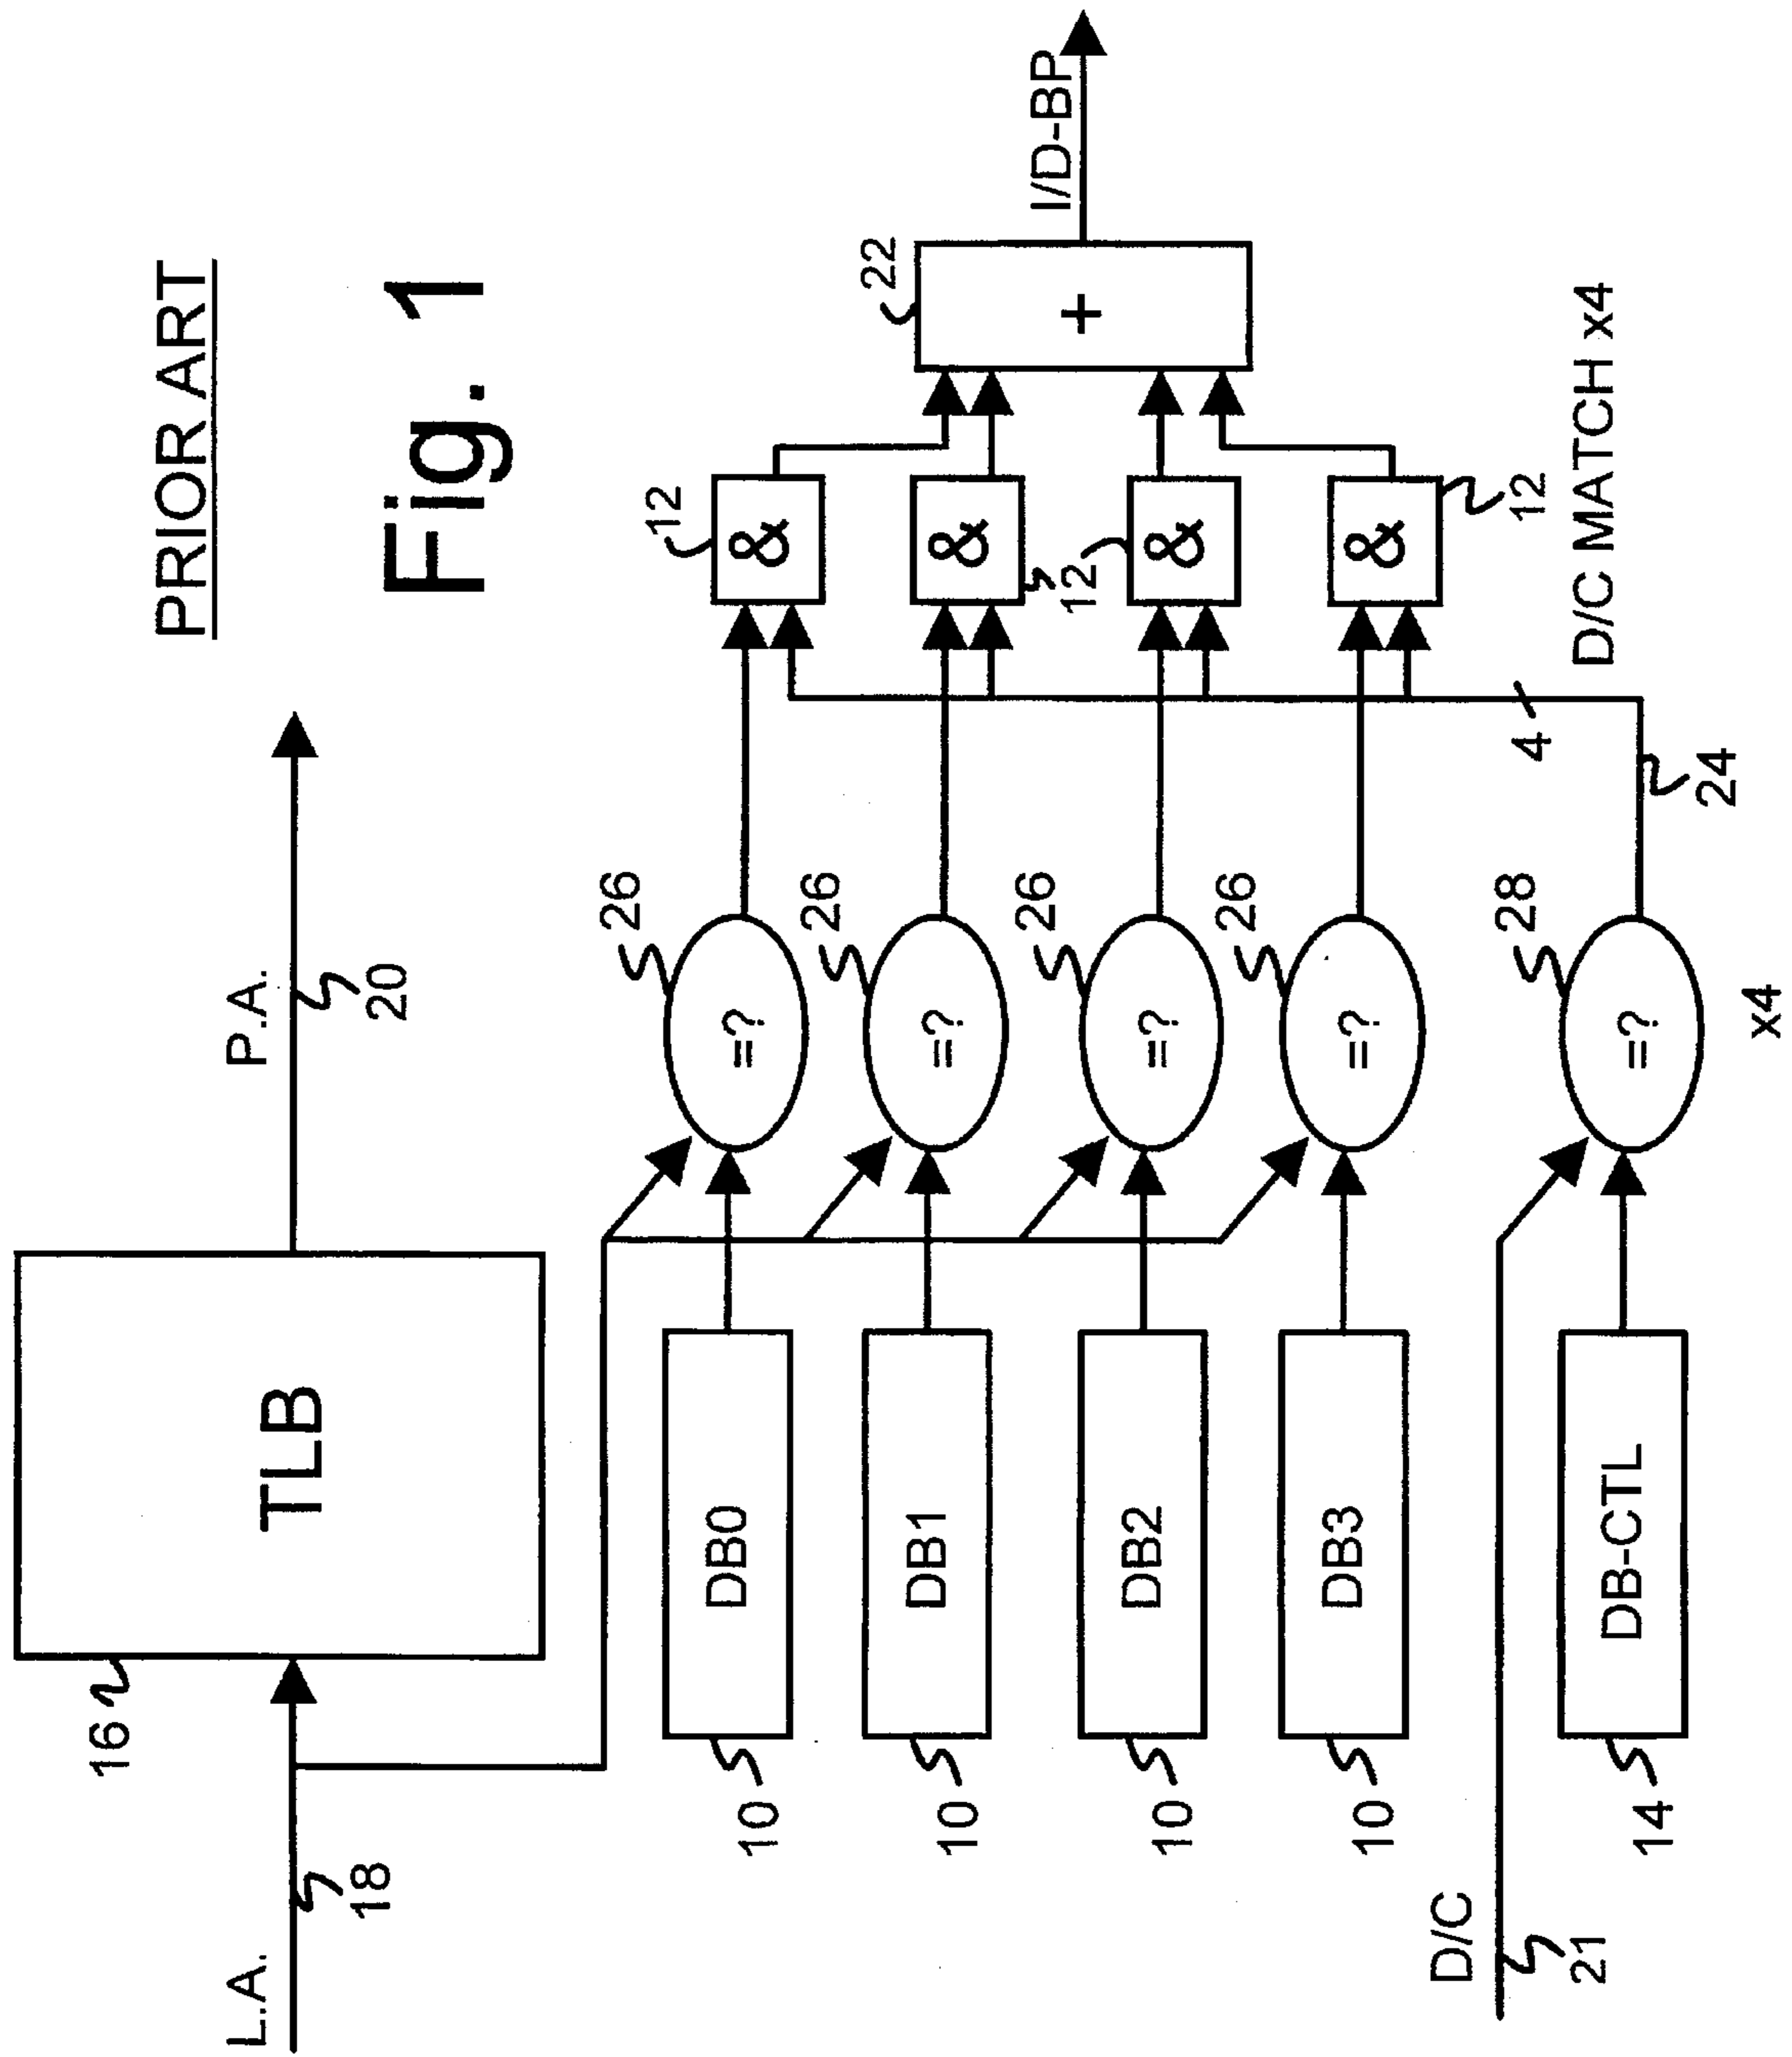 PRIOR ART
Fig. 1
L.A.
18
16
TLB
P.A.
20
10
DB0
=?
26
&
12
10
DB1
=?
26
&
12
10
DB2
=?
26
&
10
DB3
=?
26
&
12
22
+
I/D-BP
D/C
21
14
DB-CTL
=?
28
x4
24
4
D/C MATCH x4